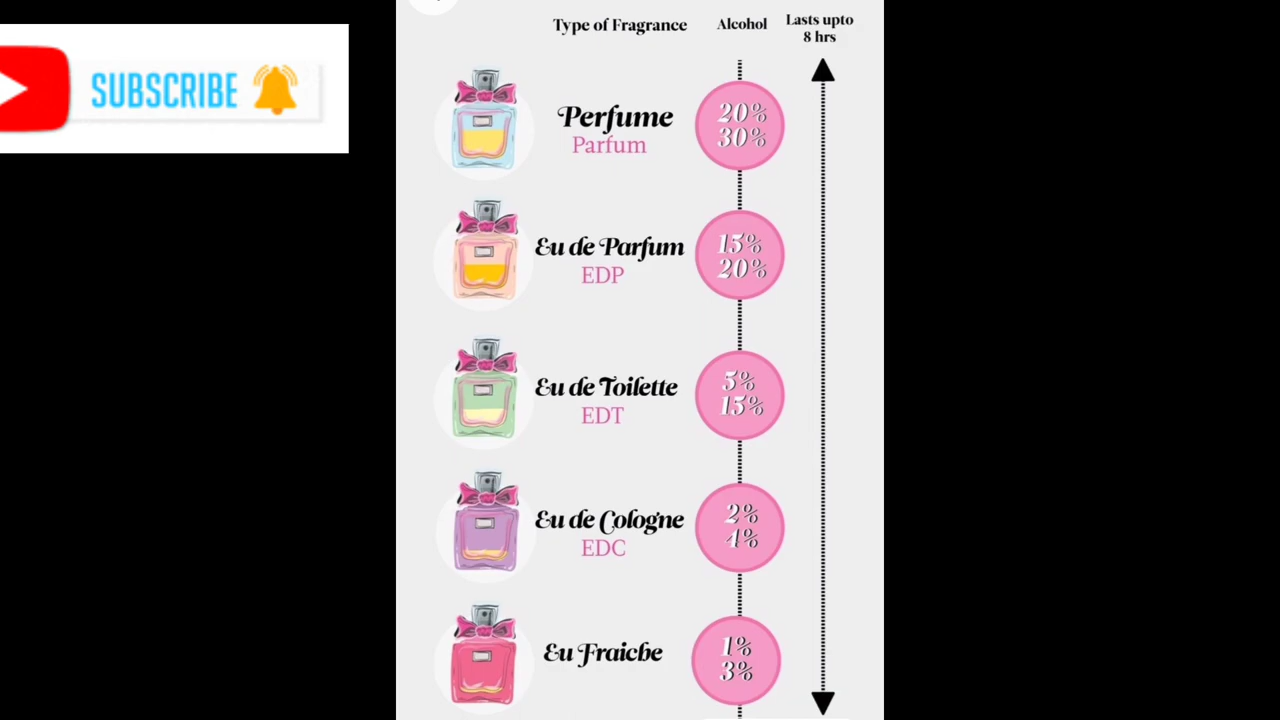 SUBSCRIBE
Type of Fragrance
Alcohol
Lasts upto
8 hrs
Perfume
Parfum
20%
30%
Eu de Parfum
EDP
15%
20%
Eu de Toilette
EDT
5%
15%
Eu de Cologne
EDC
2%
4%
Eu Fraiche
1%
3%